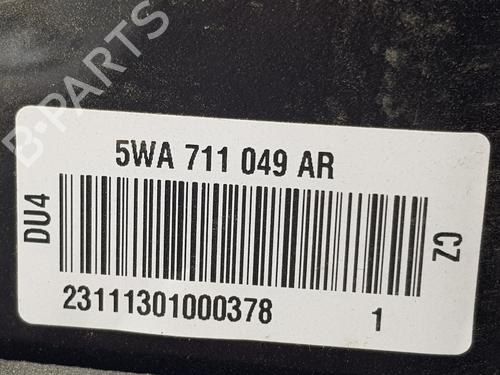 B-PARTS
5WA 711 049 AR
DU4
CZ
23111301000378 1